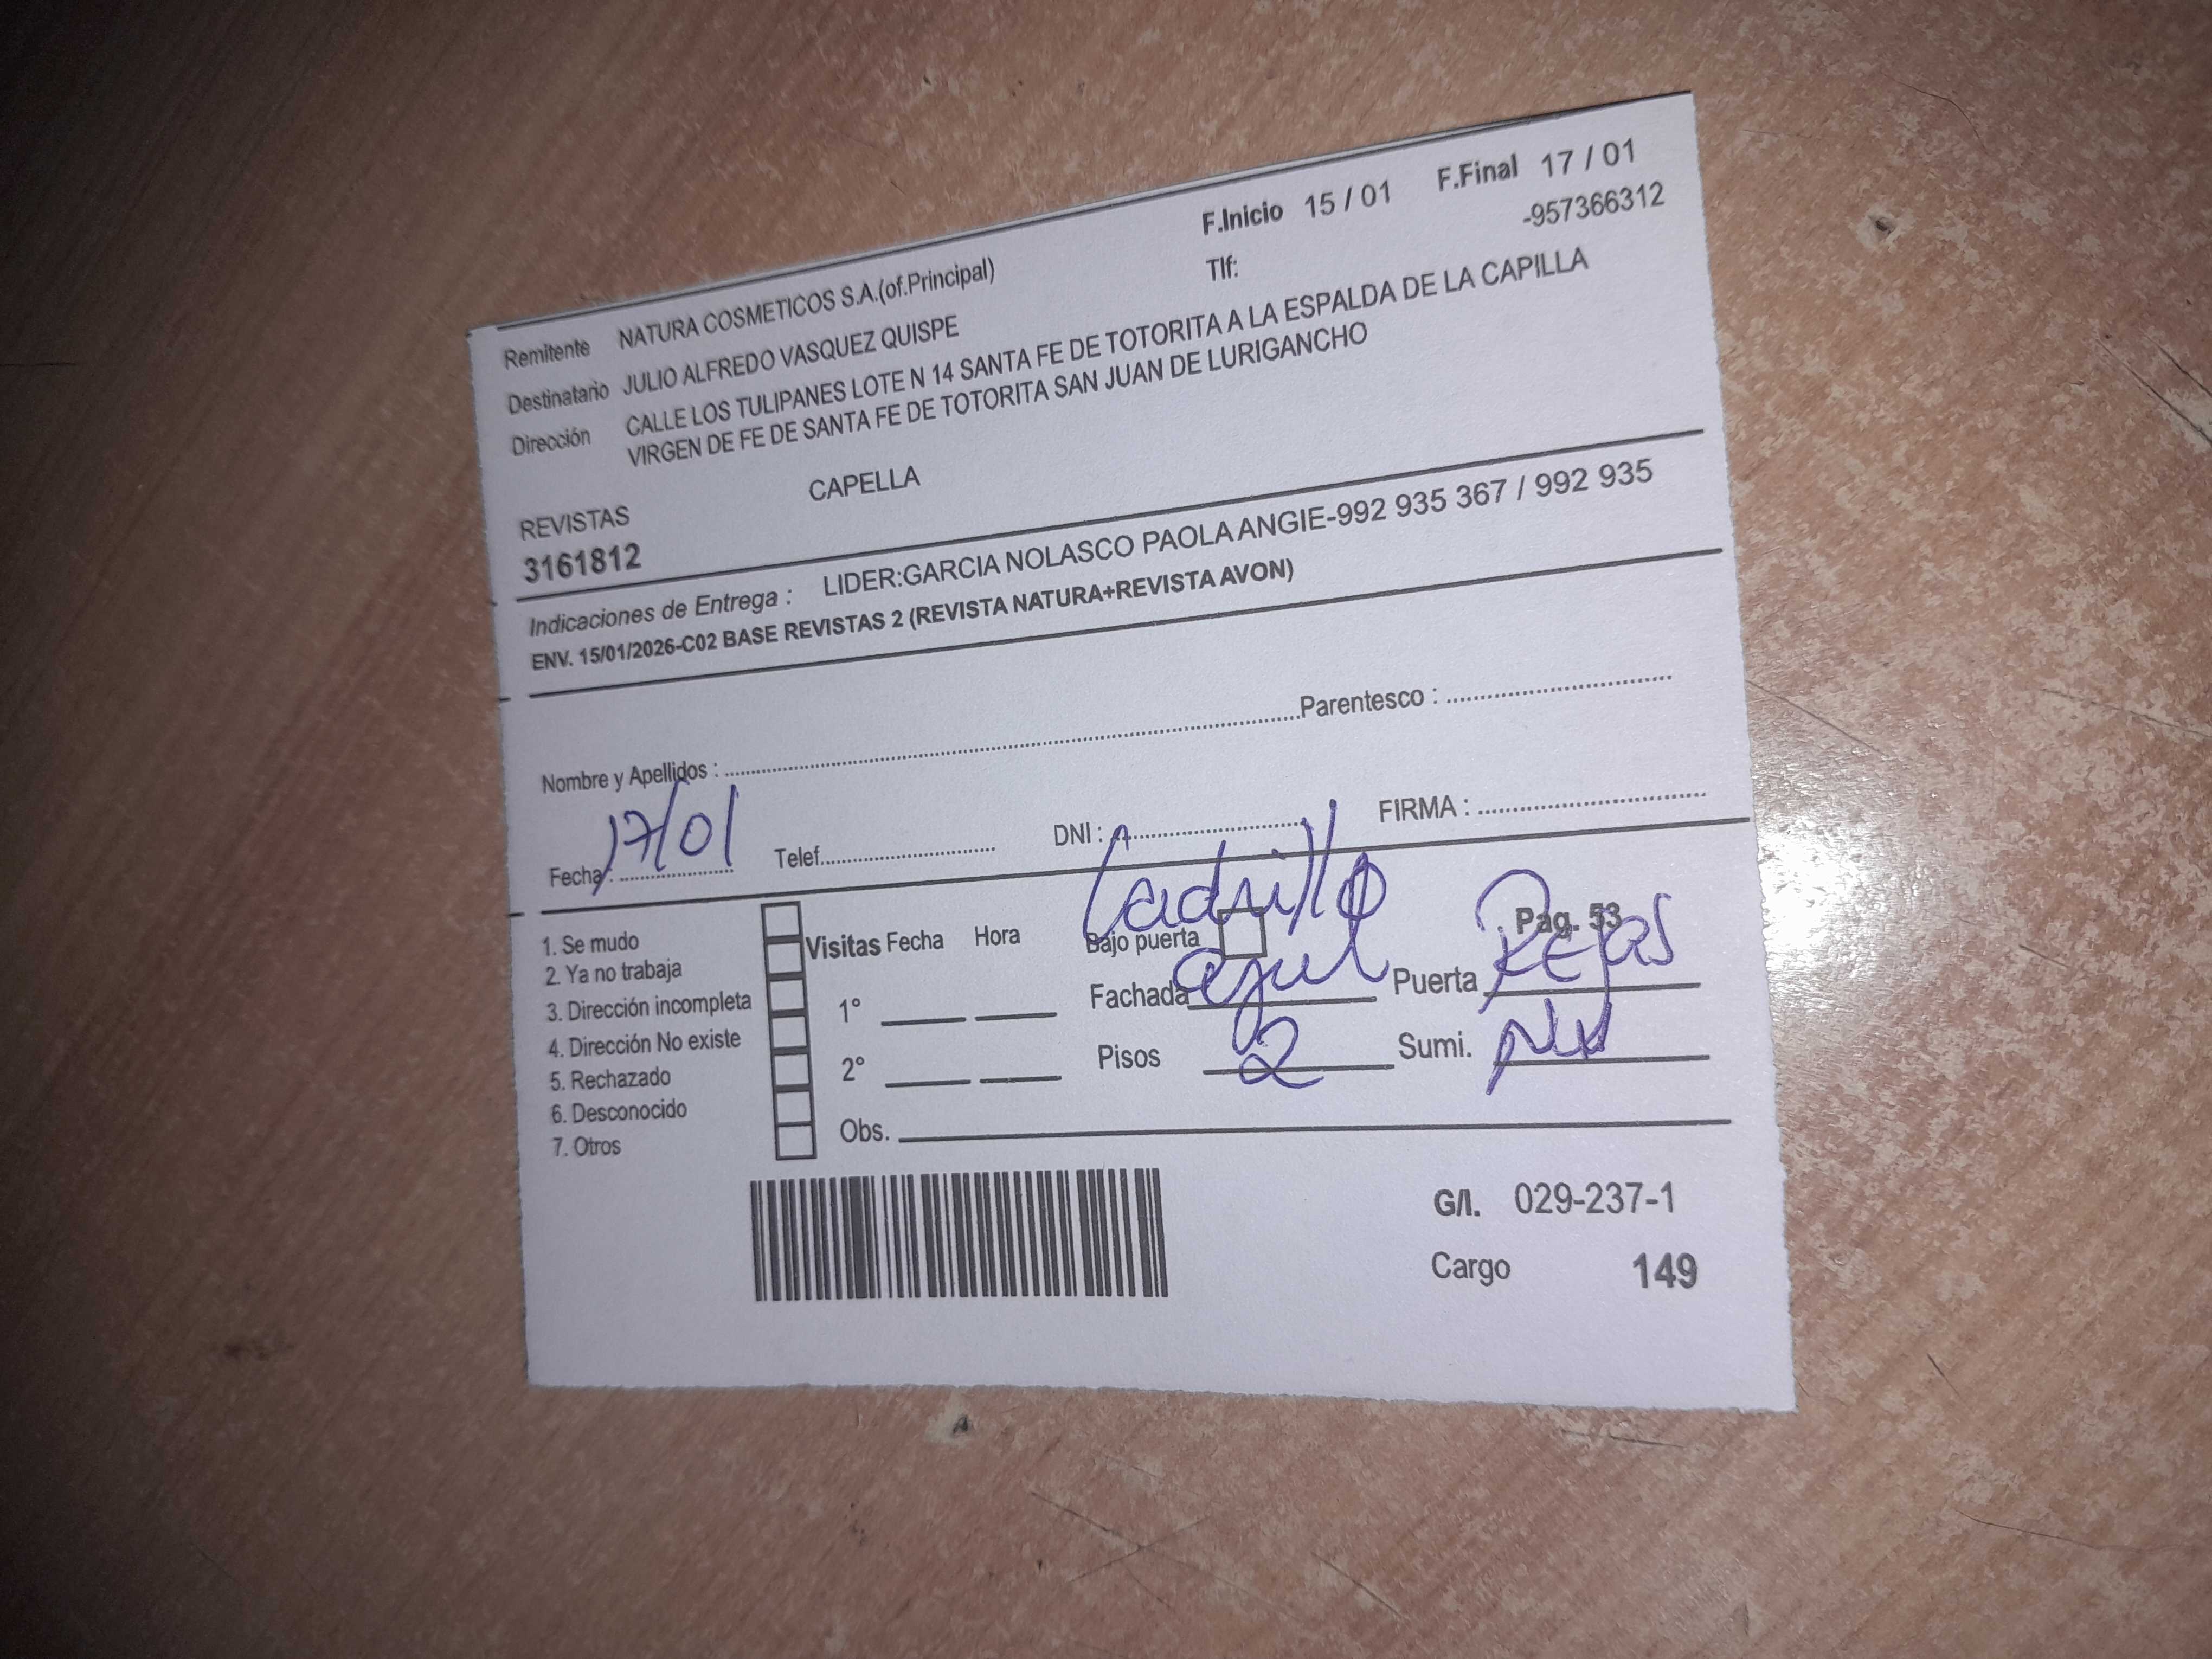 F.Inicio 15 / 01 F.Final 17 / 01
Remitente NATURA COSMETICOS S.A.(of.Principal) Tlf: -957366312
Destinatario JULIO ALFREDO VASQUEZ QUISPE
Dirección CALLE LOS TULIPANES LOTE N 14 SANTA FE DE TOTORITA A LA ESPALDA DE LA CAPILLA
VIRGEN DE FE DE SANTA FE DE TOTORITA SAN JUAN DE LURIGANCHO
REVISTAS CAPELLA
3161812
Indicaciones de Entrega : LIDER:GARCIA NOLASCO PAOLA ANGIE-992 935 367 / 992 935
ENV. 15/01/2026-C02 BASE REVISTAS 2 (REVISTA NATURA+REVISTA AVON)
Nombre y Apellidos : Parentesco :
Fecha : 17/01 Telef. DNI : FIRMA :
Ladrillo
1. Se mudo Visitas Fecha Hora Bajo puerta Pag. 53
2. Ya no trabaja
3. Dirección incompleta 1° Fachada azul Puerta Rejas
4. Dirección No existe
5. Rechazado 2° Pisos 2 Sumi.
6. Desconocido
7. Otros Obs.
G/I. 029-237-1
Cargo 149